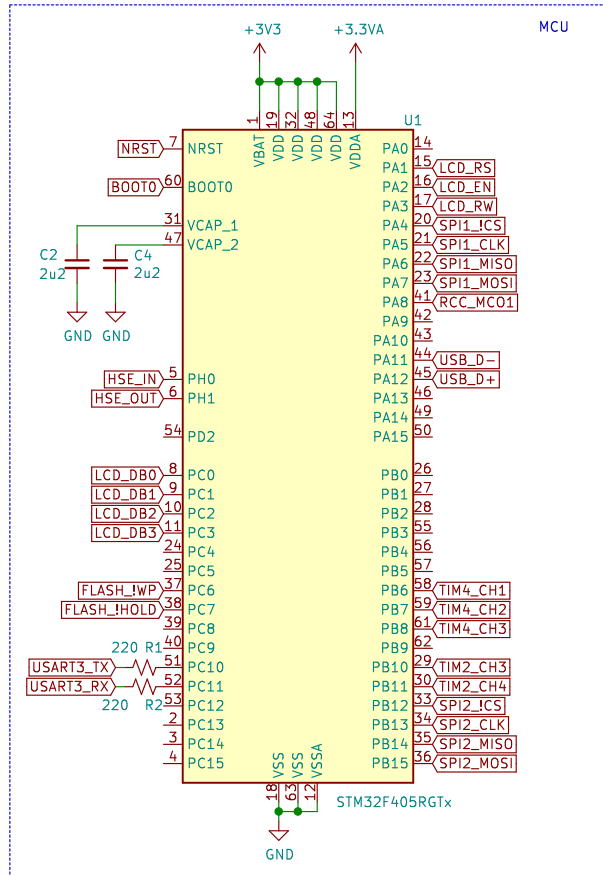 MCU
+3V3
+3.3VA
U1
1
19
32
48
64
13
VBAT
VDD
VDD
VDD
VDD
VDDA
NRST 7 NRST
BOOT0 60 BOOT0
31 VCAP_1
47 VCAP_2
C2
2u2
C4
2u2
GND
GND
HSE_IN 5 PH0
HSE_OUT 6 PH1
54 PD2
LCD_DB0 8 PC0
LCD_DB1 9 PC1
LCD_DB2 10 PC2
LCD_DB3 11 PC3
24 PC4
25 PC5
FLASH_!WP 37 PC6
FLASH_!HOLD 38 PC7
39 PC8
40 PC9
220 R1
USART3_TX 51 PC10
USART3_RX 52 PC11
220 R2
53 PC12
2 PC13
3 PC14
4 PC15
PA0 14
PA1 15 LCD_RS
PA2 16 LCD_EN
PA3 17 LCD_RW
PA4 20 SPI1_!CS
PA5 21 SPI1_CLK
PA6 22 SPI1_MISO
PA7 23 SPI1_MOSI
PA8 41 RCC_MCO1
PA9 42
PA10 43
PA11 44 USB_D-
PA12 45 USB_D+
PA13 46
PA14 49
PA15 50
PB0 26
PB1 27
PB2 28
PB3 55
PB4 56
PB5 57
PB6 58 TIM4_CH1
PB7 59 TIM4_CH2
PB8 61 TIM4_CH3
PB9 62
PB10 29 TIM2_CH3
PB11 30 TIM2_CH4
PB12 33 SPI2_!CS
PB13 34 SPI2_CLK
PB14 35 SPI2_MISO
PB15 36 SPI2_MOSI
VSS
VSS
VSSA
18
63
12
STM32F405RGTx
GND